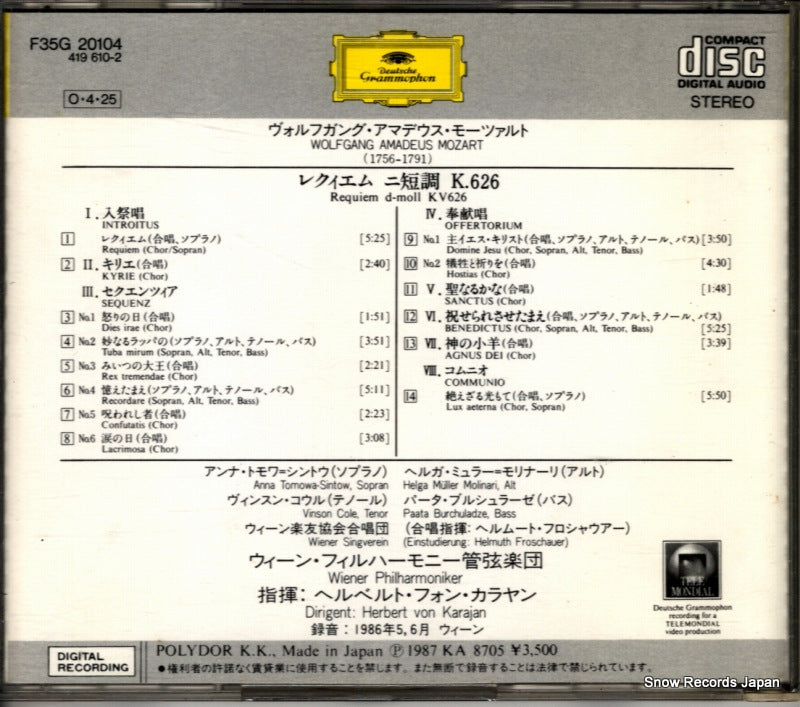 F35G 20104
419 610-2
O・4・25
Deutsche
Grammophon
COMPACT
disc
DIGITAL AUDIO
STEREO
ヴォルフガング・アマデウス・モーツァルト
WOLFGANG AMADEUS MOZART
(1756-1791)
レクィエム ニ短調 K.626
Requiem d-moll KV626
I. 入祭唱
INTROITUS
1 レクィエム(合唱、ソプラノ) [5:25]
Requiem (Chor/Sopran)
2 II. キリエ(合唱) [2:40]
KYRIE (Chor)
III. セクエンツィア
SEQUENZ
3 No.1 怒りの日(合唱) [1:51]
Dies irae (Chor)
4 No.2 妙なるラッパの(ソプラノ、アルト、テノール、バス) [3:51]
Tuba mirum (Sopran, Alt, Tenor, Bass)
5 No.3 みいつの大王(合唱) [2:21]
Rex tremendae (Chor)
6 No.4 憶えたまえ(ソプラノ、アルト、テノール、バス) [5:11]
Recordare (Sopran, Alt, Tenor, Bass)
7 No.5 呪われし者(合唱) [2:23]
Confutatis (Chor)
8 No.6 涙の日(合唱) [3:08]
Lacrimosa (Chor)
IV. 奉献唱
OFFERTORIUM
9 No.1 主イエス・キリスト(合唱、ソプラノ、アルト、テノール、バス) [3:50]
Domine Jesu (Chor, Sopran, Alt, Tenor, Bass)
10 No.2 犠牲と祈りを(合唱) [4:30]
Hostias (Chor)
11 V. 聖なるかな(合唱) [1:48]
SANCTUS (Chor)
12 VI. 祝せられさせたまえ(合唱、ソプラノ、アルト、テノール、バス)
BENEDICTUS (Chor, Sopran, Alt, Tenor, Bass) [5:25]
13 VII. 神の小羊(合唱) [3:39]
AGNUS DEI (Chor)
VIII. コムニオ
COMMUNIO
14 絶えざる光もて(合唱、ソプラノ) [5:50]
Lux aeterna (Chor, Sopran)
アンナ・トモワ=シントウ(ソプラノ) ヘルガ・ミュラー=モリナーリ(アルト)
Anna Tomowa-Sintow, Sopran Helga Müller Molinari, Alt
ヴィンスン・コウル(テノール) パータ・ブルシュラーゼ(バス)
Vinson Cole, Tenor Paata Burchuladze, Bass
ウィーン楽友協会合唱団 (合唱指揮:ヘルムート・フロシャウアー)
Wiener Singverein (Einstudierung: Helmuth Froschauer)
ウィーン・フィルハーモニー管弦楽団
Wiener Philharmoniker
指揮:ヘルベルト・フォン・カラヤン
Dirigent: Herbert von Karajan
録音:1986年5,6月 ウィーン
TELE
MONDIAL
Deutsche Grammophon
recording for a
TELEMONDIAL
video production
DIGITAL
RECORDING
POLYDOR K.K., Made in Japan Ⓟ 1987 KA 8705 ¥3,500
●権利者の許諾なく賃貸業に使用することを禁じます。また無断で録音することは法律で禁じられています。
Snow Records Japan